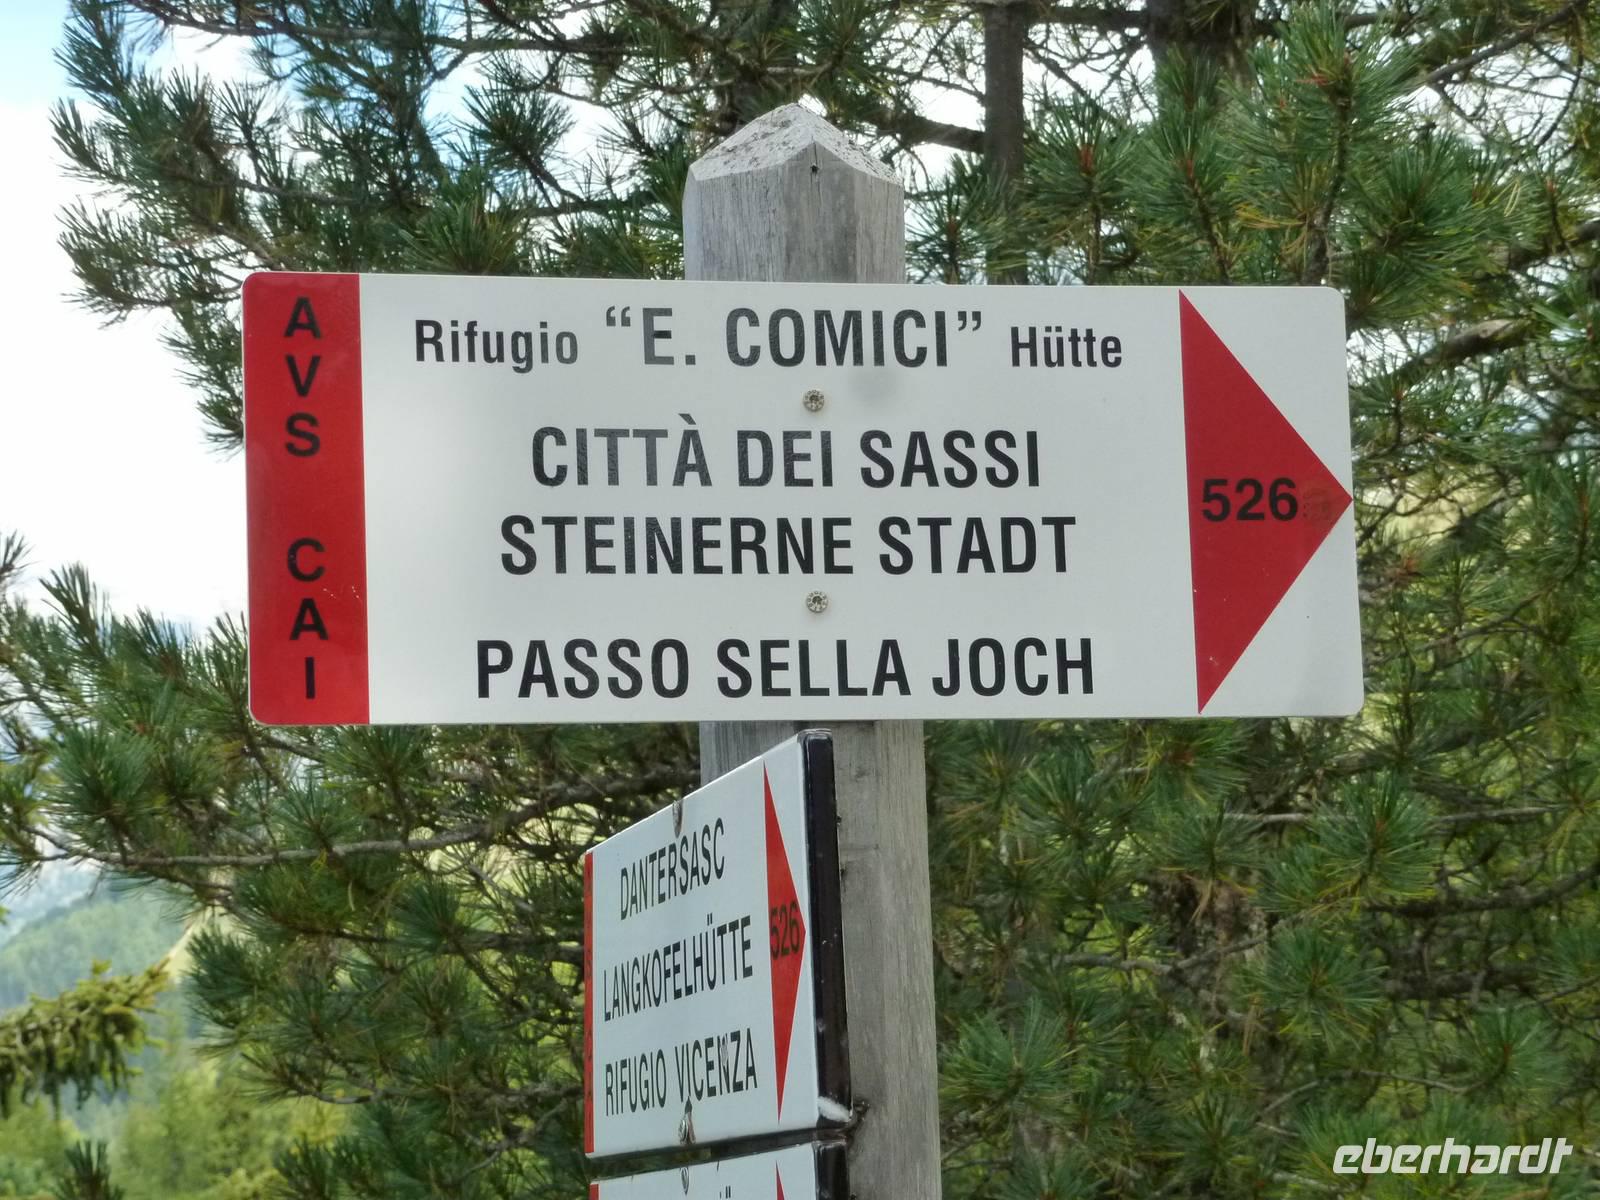 AVS CAI
Rifugio "E. COMICI" Hütte
CITTÀ DEI SASSI
STEINERNE STADT
PASSO SELLA JOCH
526
DANTERSASC
LANGKOFELHÜTTE
RIFUGIO VICENZA
526
eberhardt